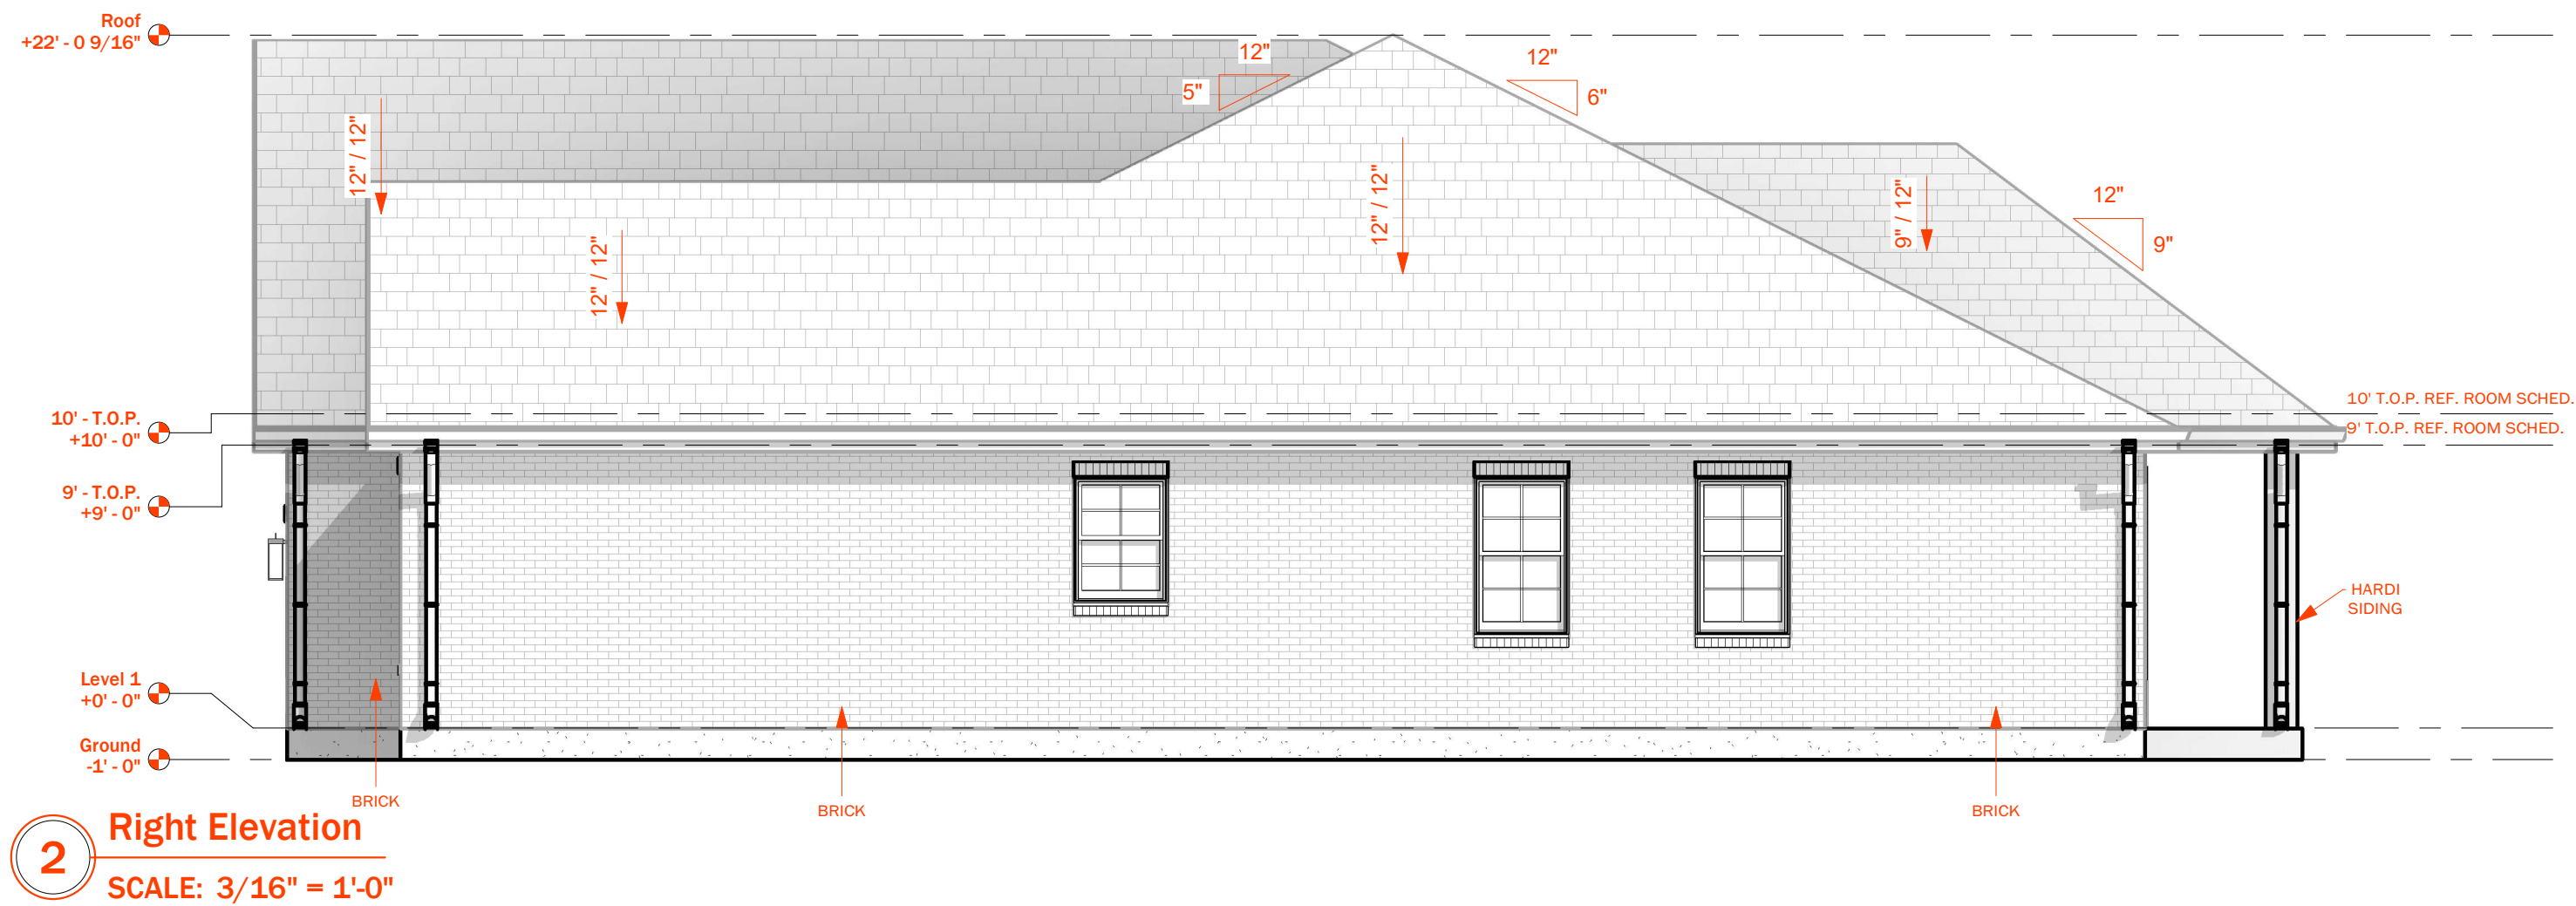 Roof
+22' - 0 9/16"
12"
5"
12"
6"
12" / 12"
12" / 12"
12" / 12"
9" / 12"
12"
9"
10' - T.O.P.
+10' - 0"
10' T.O.P. REF. ROOM SCHED.
9' T.O.P. REF. ROOM SCHED.
9' - T.O.P.
+9' - 0"
HARDI
SIDING
Level 1
+0' - 0"
Ground
-1' - 0"
BRICK
BRICK
BRICK
2
Right Elevation
SCALE: 3/16" = 1'-0"